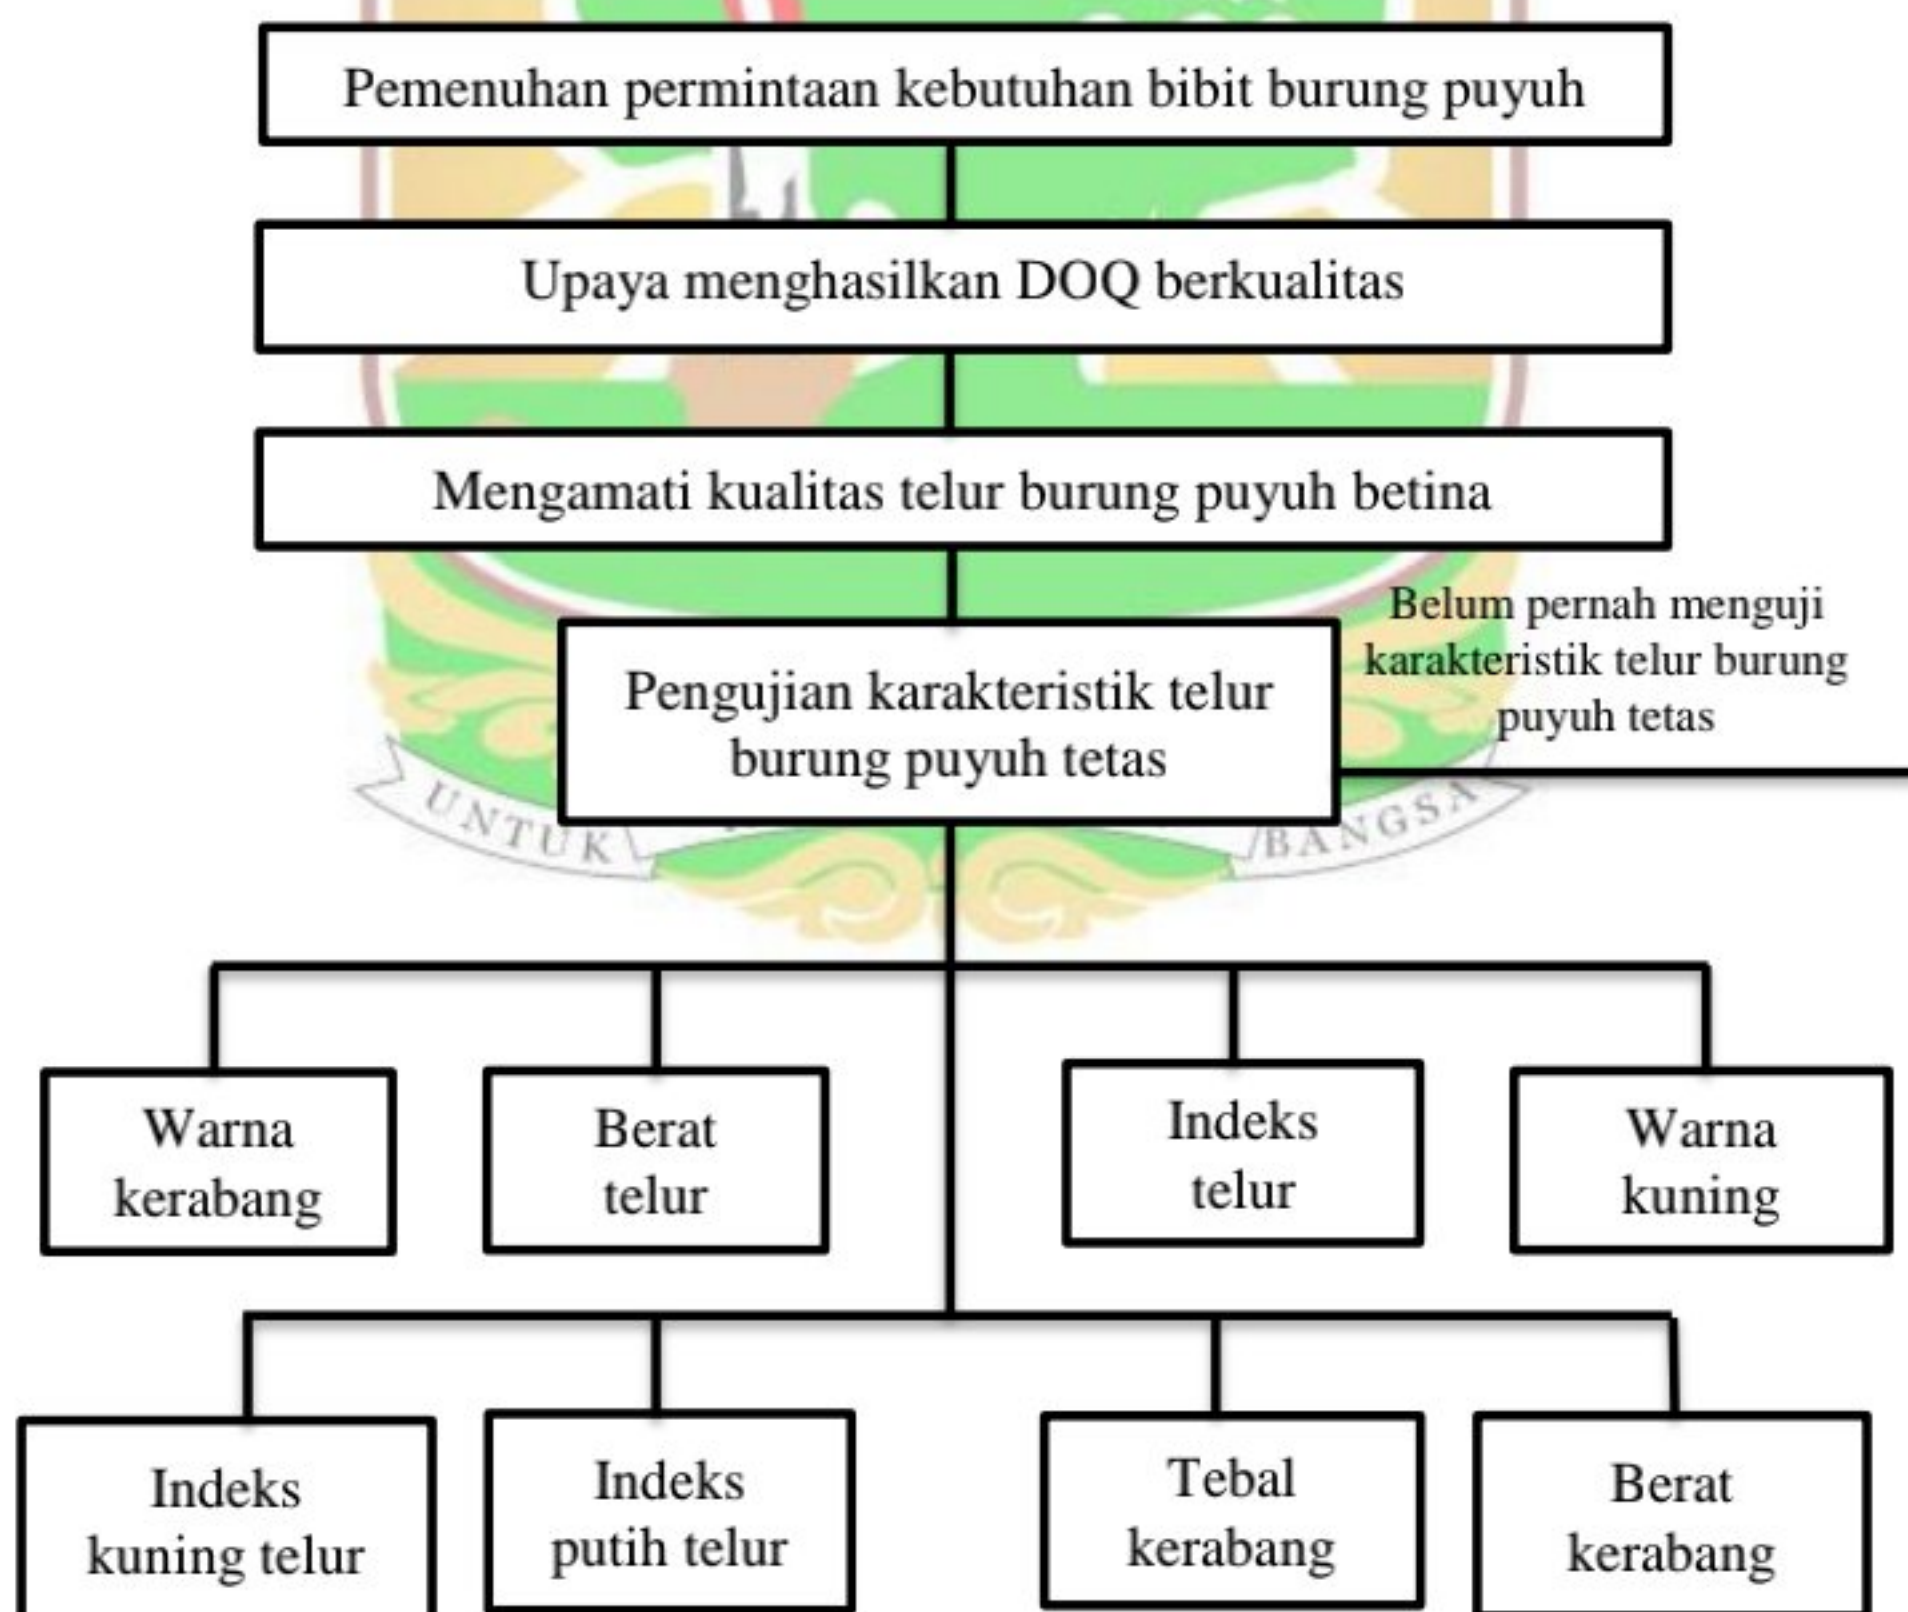 Pemenuhan permintaan kebutuhan bibit burung puyuh
Upaya menghasilkan DOQ berkualitas
Mengamati kualitas telur burung puyuh betina
Belum pernah menguji
karakteristik telur burung
puyuh tetas
Pengujian karakteristik telur
burung puyuh tetas
UNTUK
BANGSA
Warna
kerabang
Berat
telur
Indeks
telur
Warna
kuning
Indeks
kuning telur
Indeks
putih telur
Tebal
kerabang
Berat
kerabang